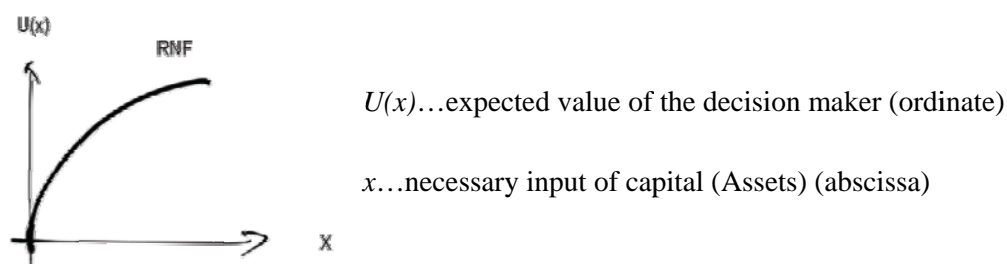 U(x)
RNF
U(x)…expected value of the decision maker (ordinate)
x…necessary input of capital (Assets) (abscissa)
X